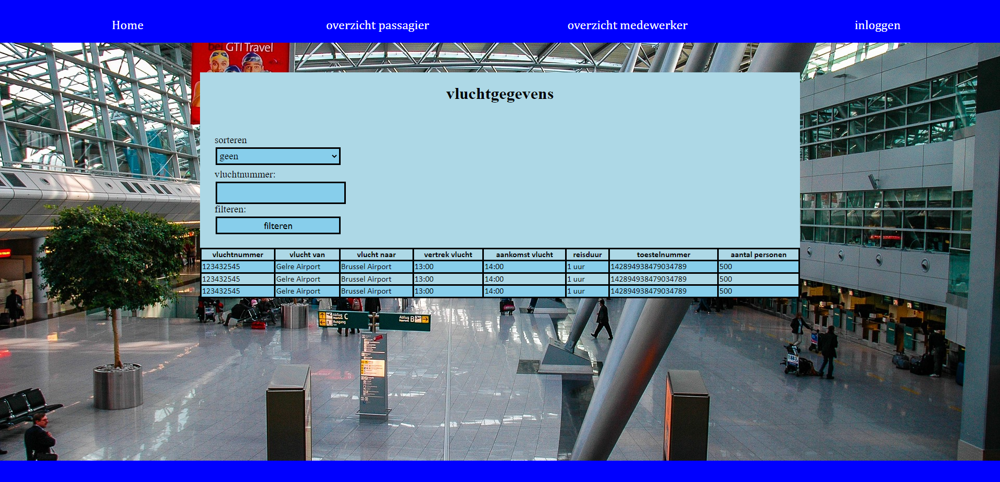 Home overzicht passagier overzicht medewerker inloggen
bei GTI Travel
vluchtgegevens
sorteren
geen
vluchtnummer:
filteren:
filteren
vluchtnummer vlucht van vlucht naar vertrek vlucht aankomst vlucht reisduur toestelnummer aantal personen
123432545 Gelre Airport Brussel Airport 13:00 14:00 1 uur 142894938479034789 500
123432545 Gelre Airport Brussel Airport 13:00 14:00 1 uur 142894938479034789 500
123432545 Gelre Airport Brussel Airport 13:00 14:00 1 uur 142894938479034789 500
Abflug C
Departures
Ausgang
Abflug B
Departures